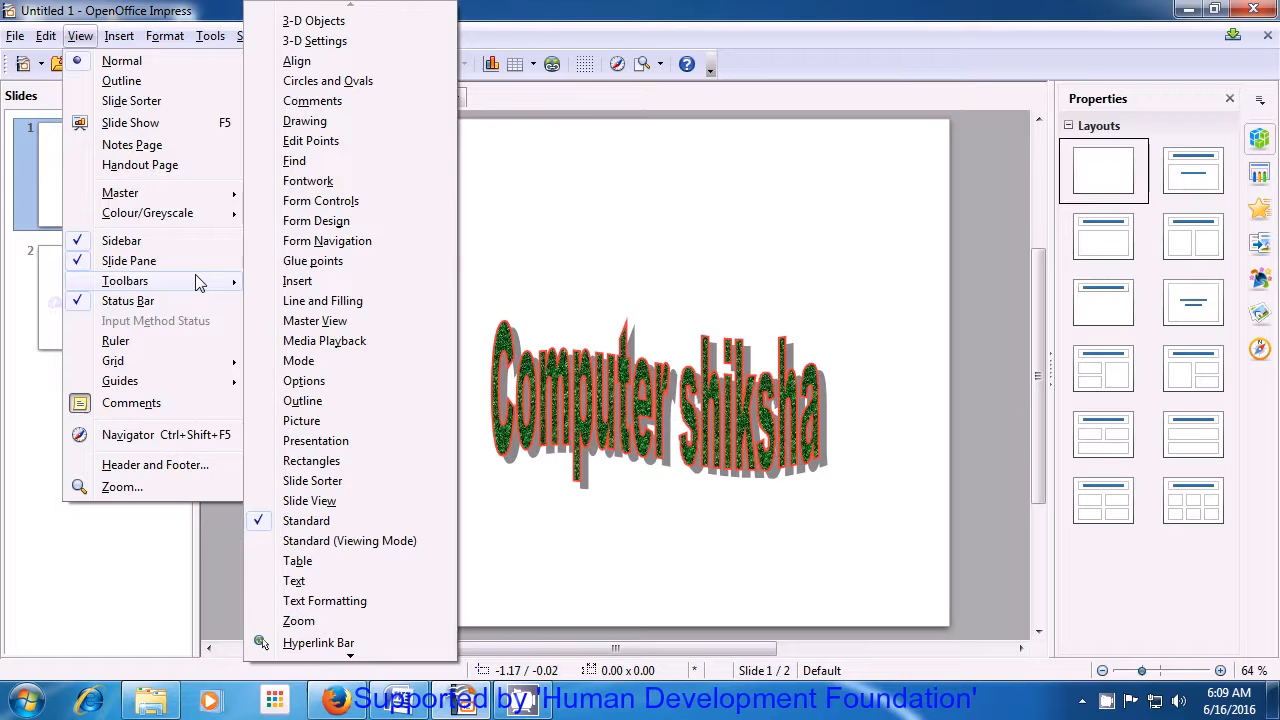 Untitled 1 - OpenOffice Impress
File Edit View Insert Format Tools S
Slides
1
2
Normal
Outline
Slide Sorter
Slide Show F5
Notes Page
Handout Page
Master
Colour/Greyscale
Sidebar
Slide Pane
Toolbars
Status Bar
Input Method Status
Ruler
Grid
Guides
Comments
Navigator Ctrl+Shift+F5
Header and Footer...
Zoom...
3-D Objects
3-D Settings
Align
Circles and Ovals
Comments
Drawing
Edit Points
Find
Fontwork
Form Controls
Form Design
Form Navigation
Glue points
Insert
Line and Filling
Master View
Media Playback
Mode
Options
Outline
Picture
Presentation
Rectangles
Slide Sorter
Slide View
Standard
Standard (Viewing Mode)
Table
Text
Text Formatting
Zoom
Hyperlink Bar
Computer shiksha
Properties
Layouts
-1.17 / -0.02 0.00 x 0.00 * Slide 1 / 2 Default 64 %
Supported by 'Human Development Foundation'
6:09 AM
6/16/2016